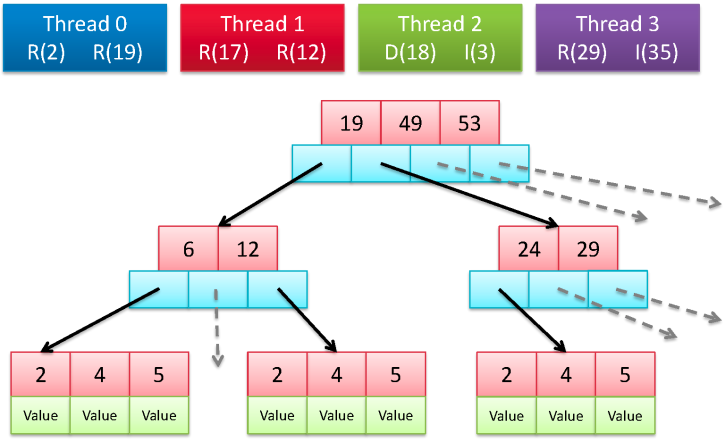 Thread 0 Thread 1 Thread 2 Thread 3
R(2) R(19) R(17) R(12) D(18) I(3) R(29) I(35)
19 49 53
6 12 24 29
2 4 5 2 4 5 2 4 5
Value Value Value Value Value Value Value Value Value